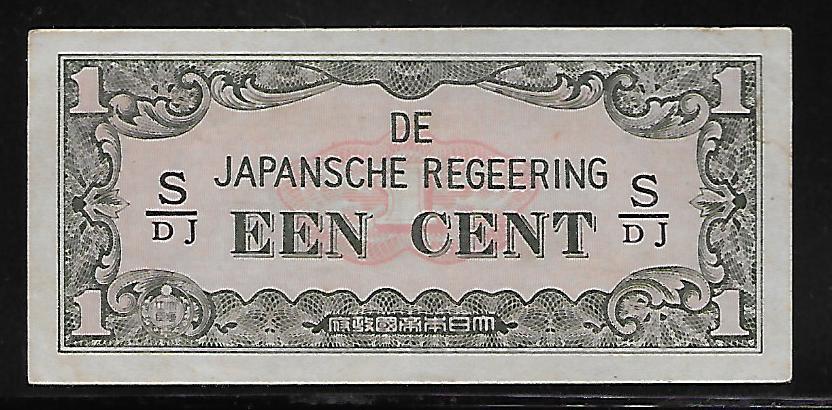 1 1
DE
JAPANSCHE REGEERING
S/DJ EEN CENT S/DJ
1 1
大日本帝國政府